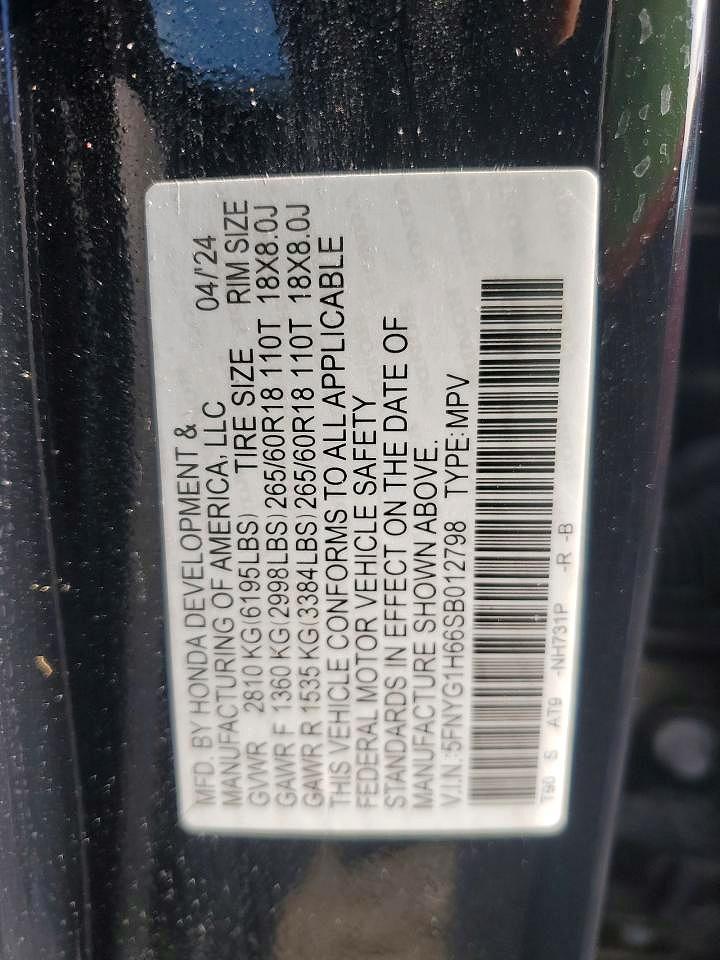 MFD. BY HONDA DEVELOPMENT &
MANUFACTURING OF AMERICA, LLC 04/'24
GVWR 2810 KG(6195LBS) TIRE SIZE RIM SIZE
GAWR F 1360 KG(2998LBS) 265/60R18 110T 18X8.0J
GAWR R 1535 KG(3384LBS) 265/60R18 110T 18X8.0J
THIS VEHICLE CONFORMS TO ALL APPLICABLE
FEDERAL MOTOR VEHICLE SAFETY
STANDARDS IN EFFECT ON THE DATE OF
MANUFACTURE SHOWN ABOVE.
V.I.N.:5FNYG1H66SB012798 TYPE:MPV
T90 S AT9 -NH731P -R -B